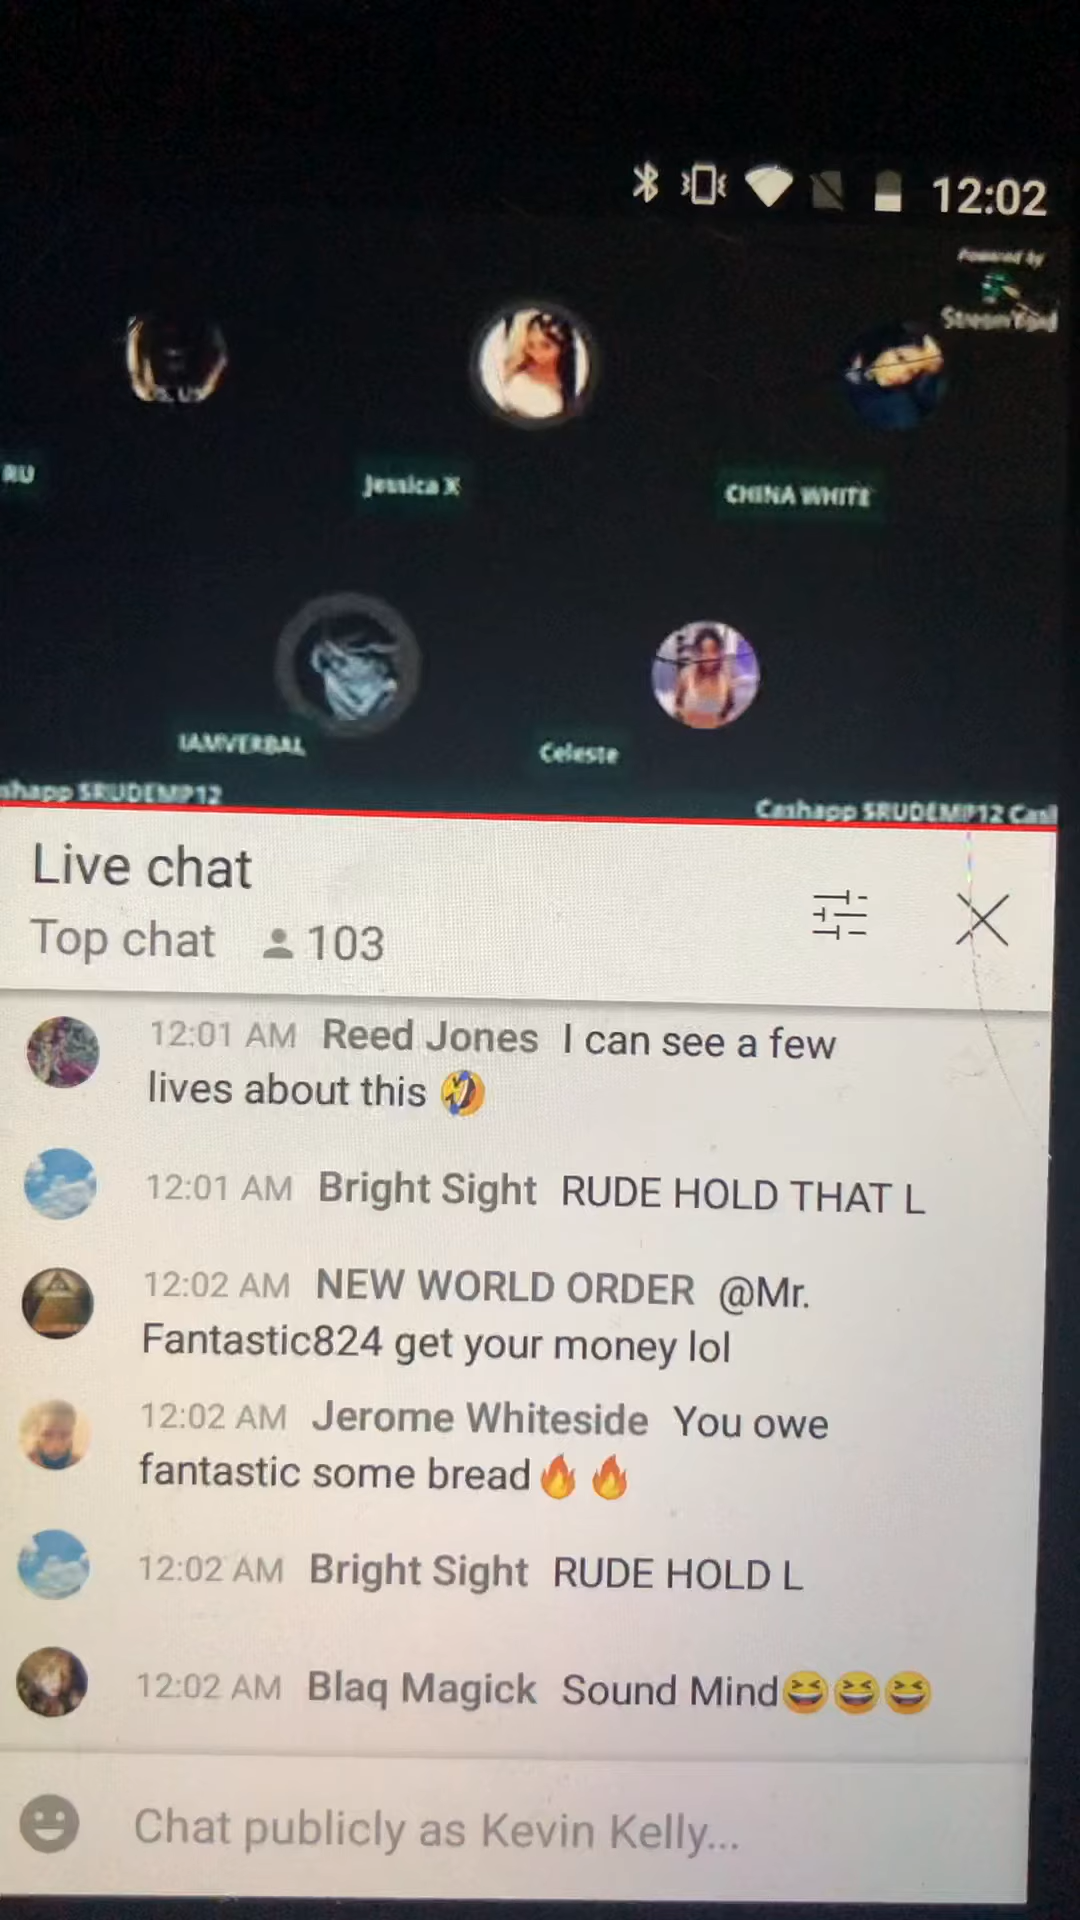 12:02
Powered by
StreamYard
RU
Jessica X
CHINA WHITE
IAMVERBAL
Celeste
shapp $RUDEMP12
Cashapp $RUDEMP12 Cash
Live chat
Top chat 103
12:01 AM Reed Jones I can see a few
lives about this 🤣
12:01 AM Bright Sight RUDE HOLD THAT L
12:02 AM NEW WORLD ORDER @Mr.
Fantastic824 get your money lol
12:02 AM Jerome Whiteside You owe
fantastic some bread🔥🔥
12:02 AM Bright Sight RUDE HOLD L
12:02 AM Blaq Magick Sound Mind😆😆😆
Chat publicly as Kevin Kelly...